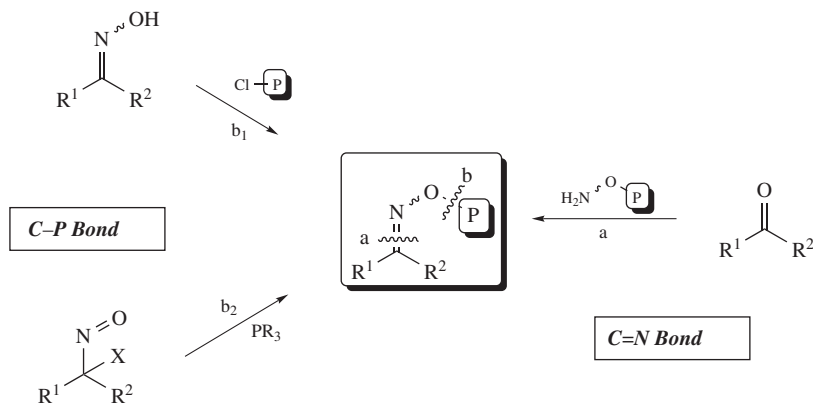 OH
N
R1 R2
Cl P
b1
C–P Bond
N O
X
R1 R2
b2
PR3
b
O
N P
a
R1 R2
H2N O P
a
O
R1 R2
C=N Bond